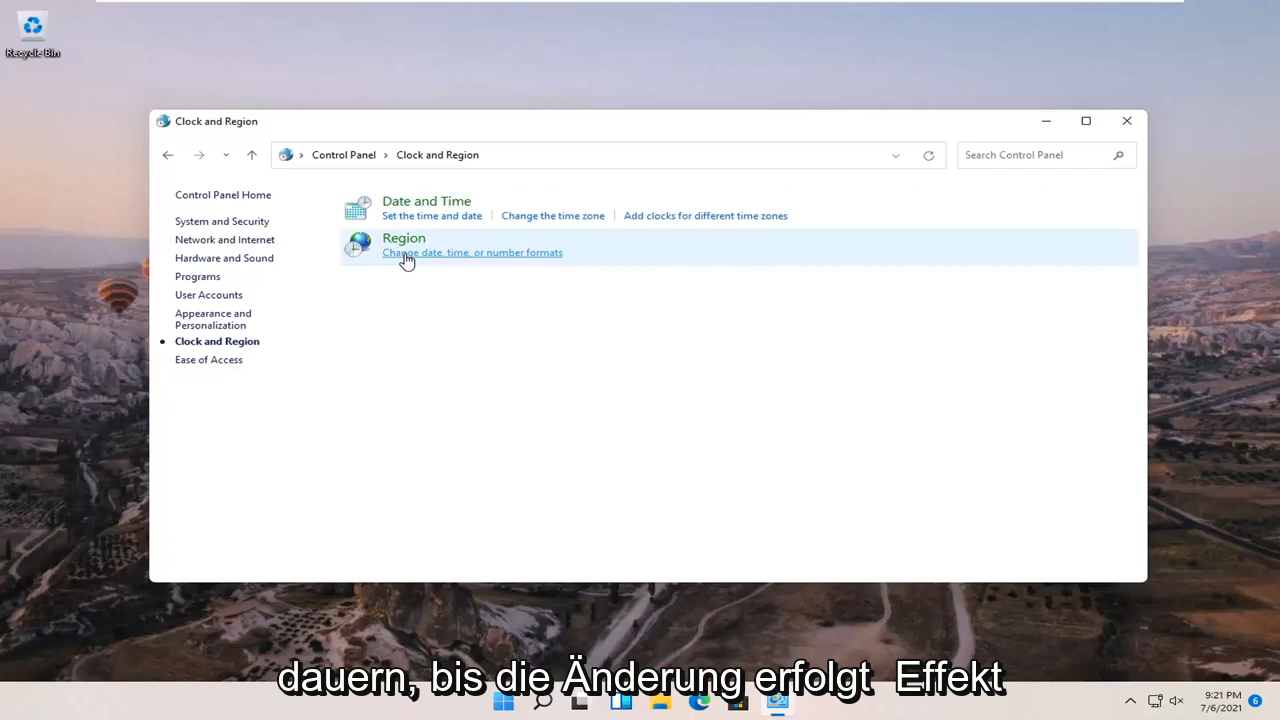 Recycle Bin
Clock and Region
Control Panel
Clock and Region
Search Control Panel
Control Panel Home
System and Security
Network and Internet
Hardware and Sound
Programs
User Accounts
Appearance and
Personalization
Clock and Region
Ease of Access
Date and Time
Set the time and date
Change the time zone
Add clocks for different time zones
Region
Change date, time, or number formats
dauern, bis die Änderung erfolgt Effekt
9:21 PM
7/6/2021
6